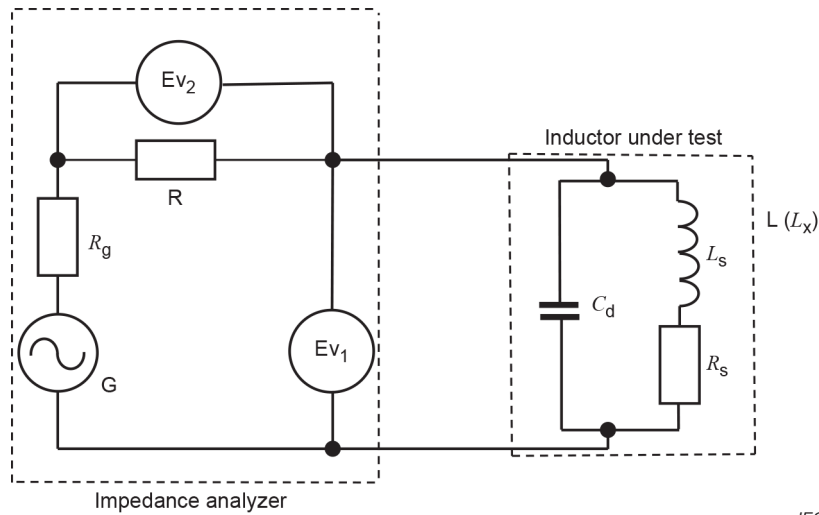 Ev2
Inductor under test
R
L (Lx)
Rg
Ls
Cd
Ev1
Rs
G
Impedance analyzer